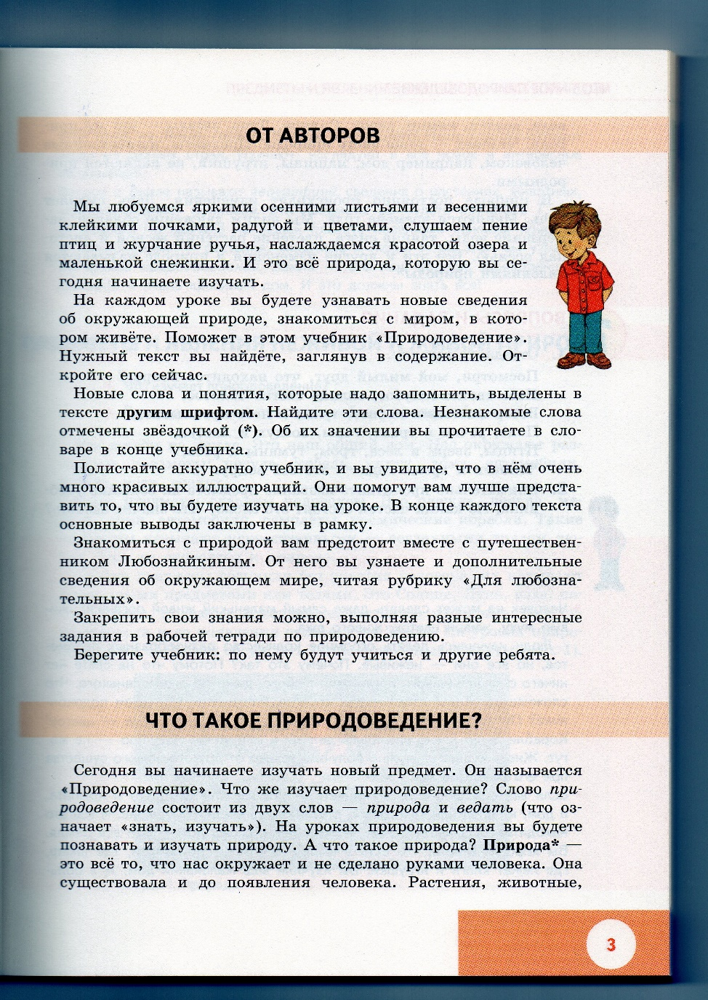 ОТ АВТОРОВ
Мы любуемся яркими осенними листьями и весенними
клейкими почками, радугой и цветами, слушаем пение
птиц и журчание ручья, наслаждаемся красотой озера и
маленькой снежинки. И это всё природа, которую вы се-
годня начинаете изучать.
На каждом уроке вы будете узнавать новые сведения
об окружающей природе, знакомиться с миром, в кото-
ром живёте. Поможет в этом учебник «Природоведение».
Нужный текст вы найдёте, заглянув в содержание. От-
кройте его сейчас.
Новые слова и понятия, которые надо запомнить, выделены в
тексте другим шрифтом. Найдите эти слова. Незнакомые слова
отмечены звёздочкой (*). Об их значении вы прочитаете в сло-
варе в конце учебника.
Полистайте аккуратно учебник, и вы увидите, что в нём очень
много красивых иллюстраций. Они помогут вам лучше предста-
вить то, что вы будете изучать на уроке. В конце каждого текста
основные выводы заключены в рамку.
Знакомиться с природой вам предстоит вместе с путешествен-
ником Любознайкиным. От него вы узнаете и дополнительные
сведения об окружающем мире, читая рубрику «Для любозна-
тельных».
Закрепить свои знания можно, выполняя разные интересные
задания в рабочей тетради по природоведению.
Берегите учебник: по нему будут учиться и другие ребята.
ЧТО ТАКОЕ ПРИРОДОВЕДЕНИЕ?
Сегодня вы начинаете изучать новый предмет. Он называется
«Природоведение». Что же изучает природоведение? Слово при-
родоведение состоит из двух слов — природа и ведать (что оз-
начает «знать, изучать»). На уроках природоведения вы будете
познавать и изучать природу. А что такое природа? Природа* —
это всё то, что нас окружает и не сделано руками человека. Она
существовала и до появления человека. Растения, животные,
3